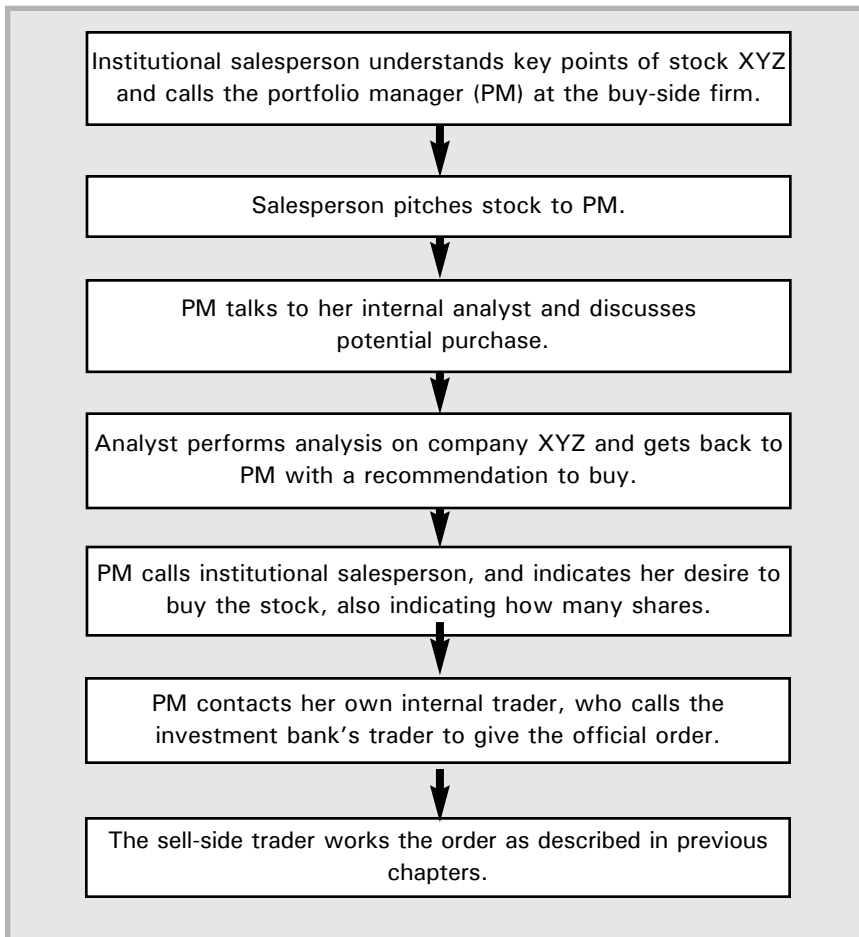 Institutional salesperson understands key points of stock XYZ
and calls the portfolio manager (PM) at the buy-side firm.
Salesperson pitches stock to PM.
PM talks to her internal analyst and discusses
potential purchase.
Analyst performs analysis on company XYZ and gets back to
PM with a recommendation to buy.
PM calls institutional salesperson, and indicates her desire to
buy the stock, also indicating how many shares.
PM contacts her own internal trader, who calls the
investment bank's trader to give the official order.
The sell-side trader works the order as described in previous
chapters.